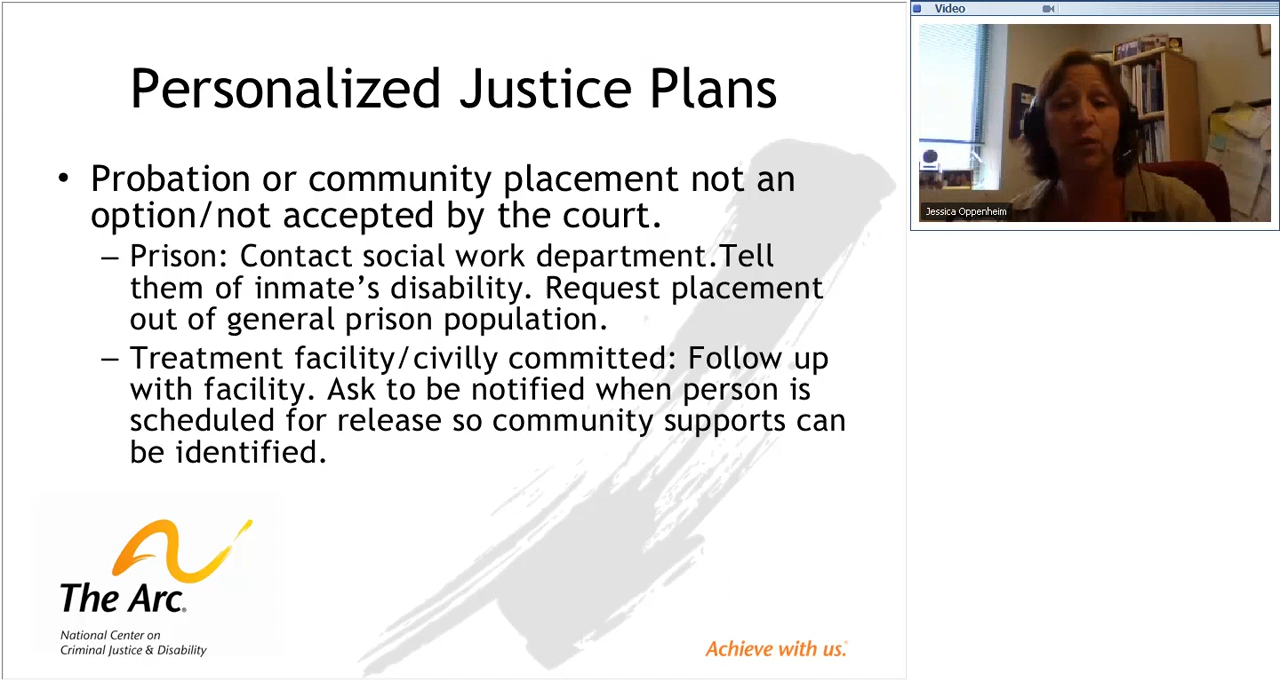 Personalized Justice Plans
• Probation or community placement not an
option/not accepted by the court.
– Prison: Contact social work department.Tell
them of inmate’s disability. Request placement
out of general prison population.
– Treatment facility/civilly committed: Follow up
with facility. Ask to be notified when person is
scheduled for release so community supports can
be identified.
The Arc®
National Center on
Criminal Justice & Disability
Achieve with us.®
Video
Jessica Oppenheim